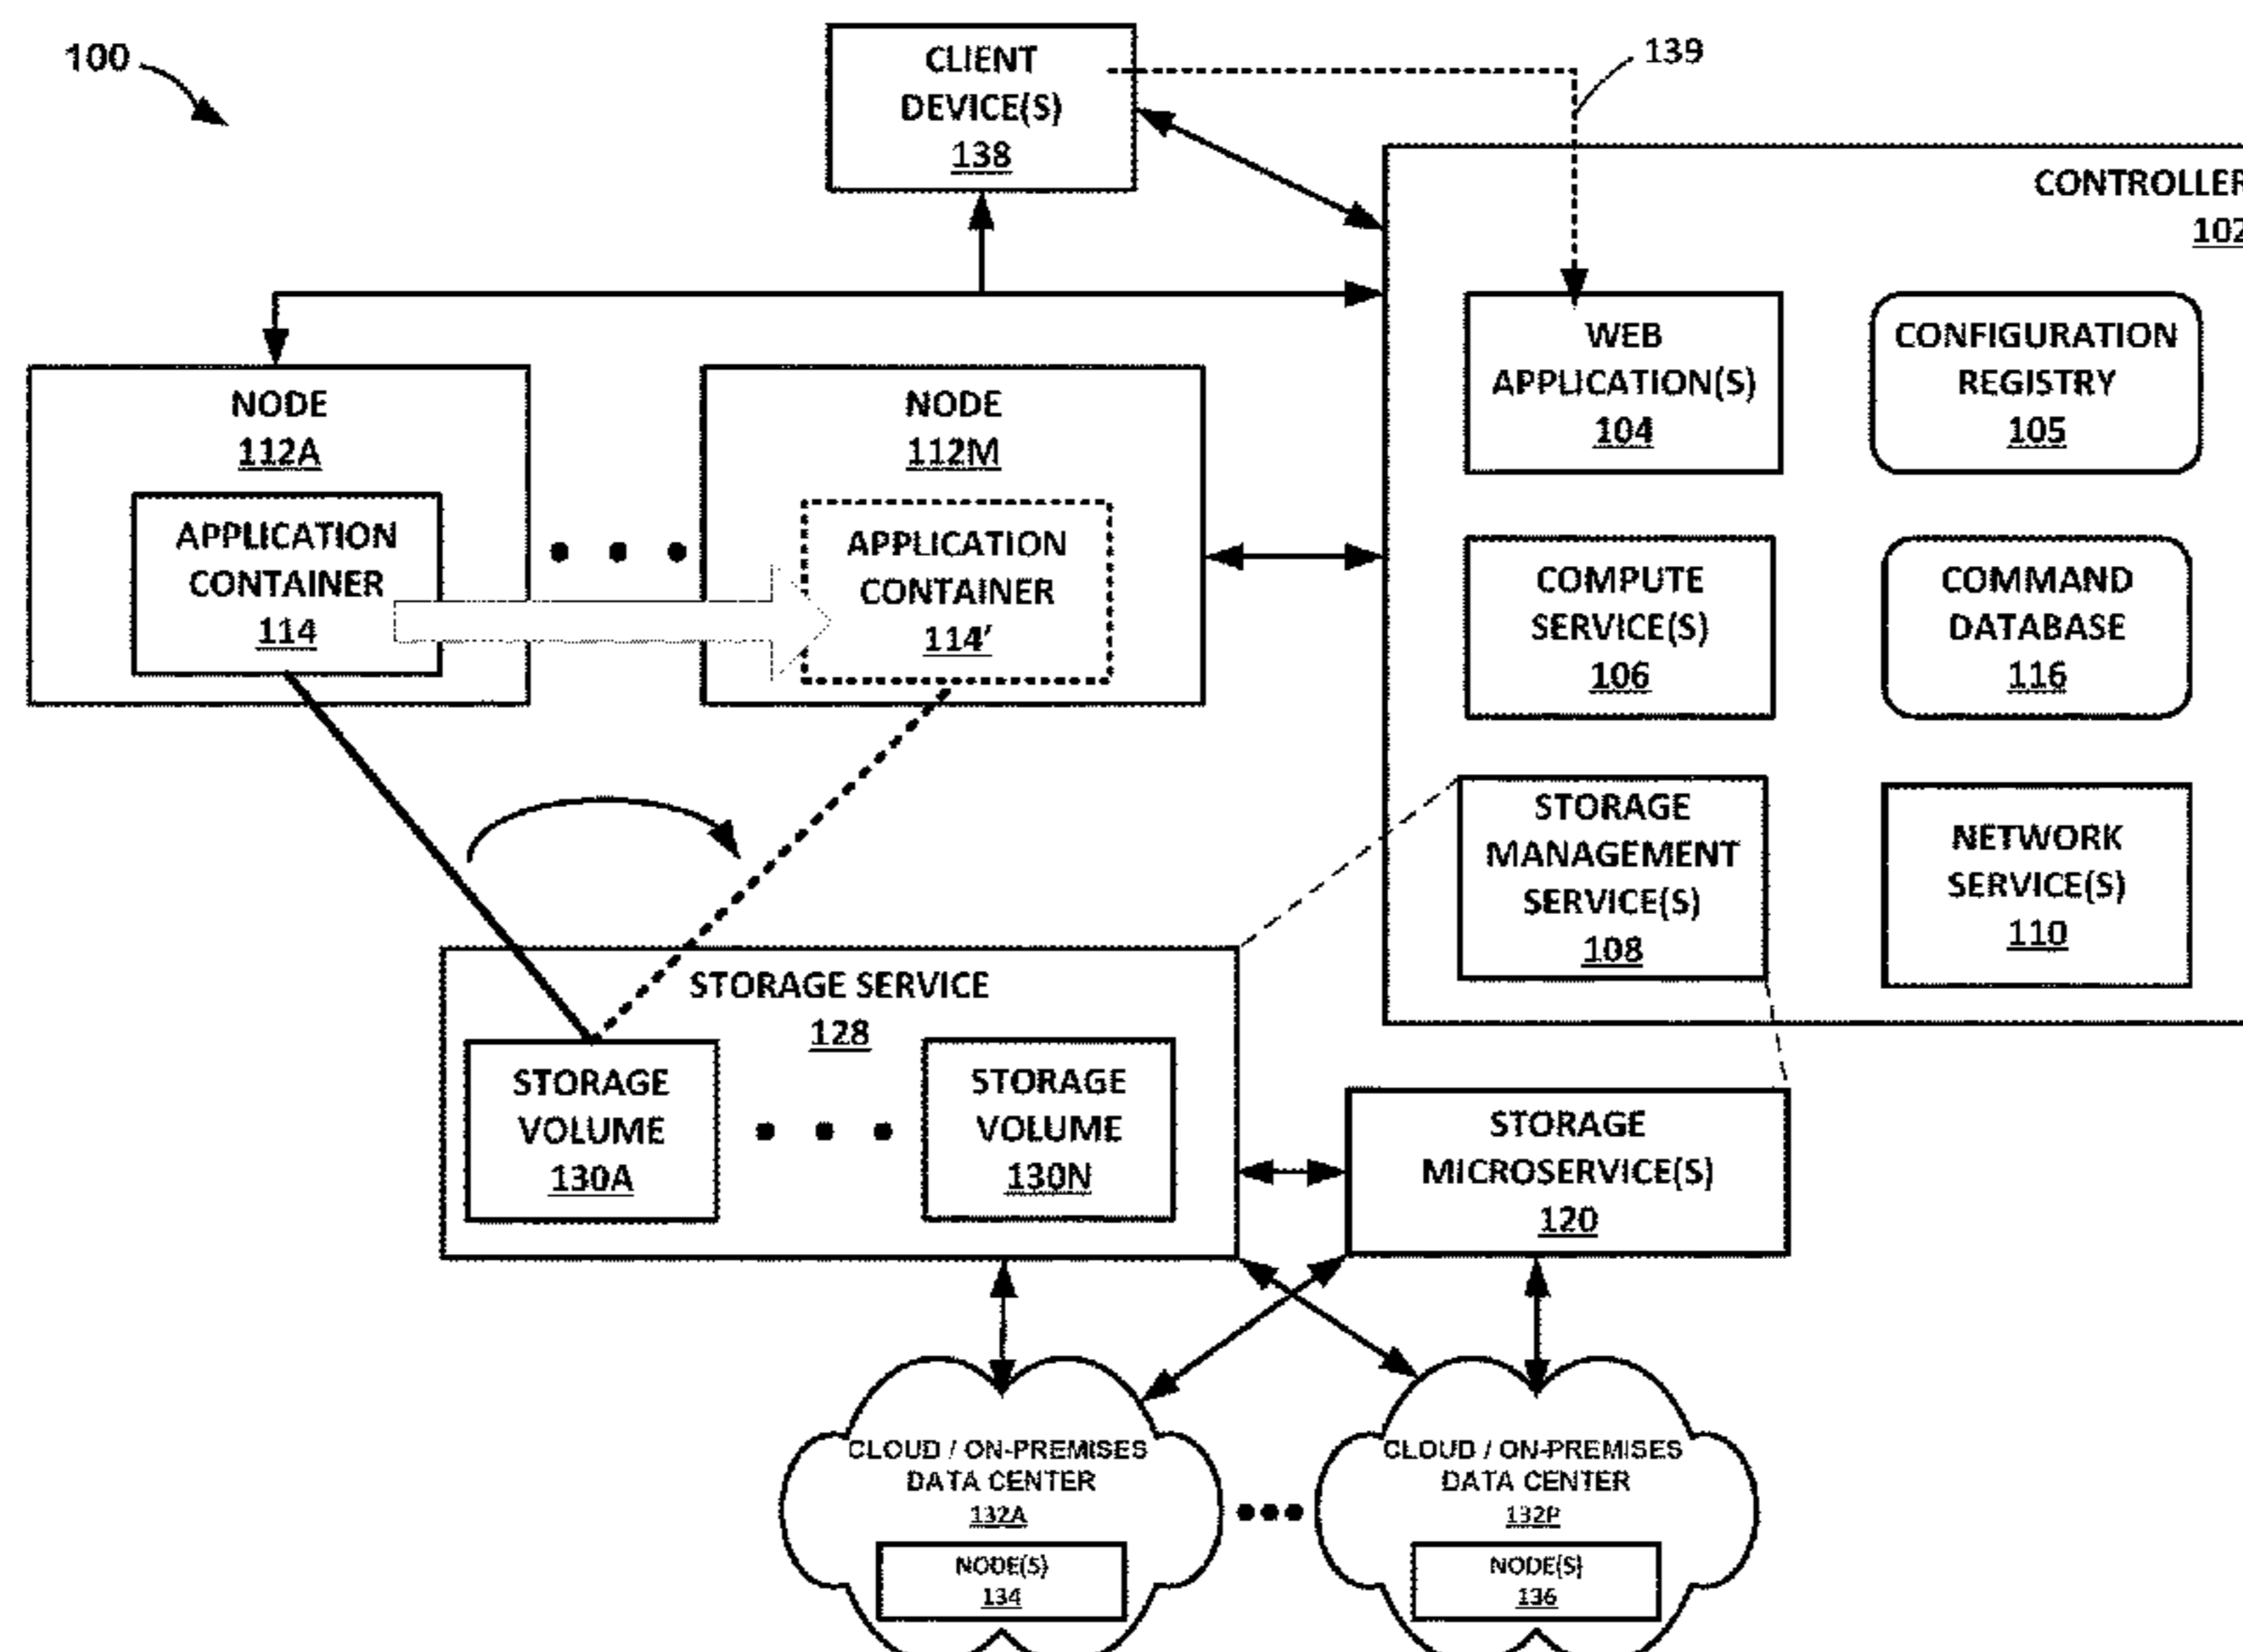 100
CLIENT
DEVICE(S)
138
139
CONTROLLER
102
WEB
APPLICATION(S)
104
CONFIGURATION
REGISTRY
105
NODE
112A
NODE
112M
APPLICATION
CONTAINER
114
APPLICATION
CONTAINER
114'
COMPUTE
SERVICE(S)
106
COMMAND
DATABASE
116
STORAGE
MANAGEMENT
SERVICE(S)
108
NETWORK
SERVICE(S)
110
STORAGE SERVICE
128
STORAGE
VOLUME
130A
STORAGE
VOLUME
130N
STORAGE
MICROSERVICE(S)
120
CLOUD / ON-PREMISES
DATA CENTER
132A
NODE(S)
134
CLOUD / ON-PREMISES
DATA CENTER
132P
NODE(S)
136